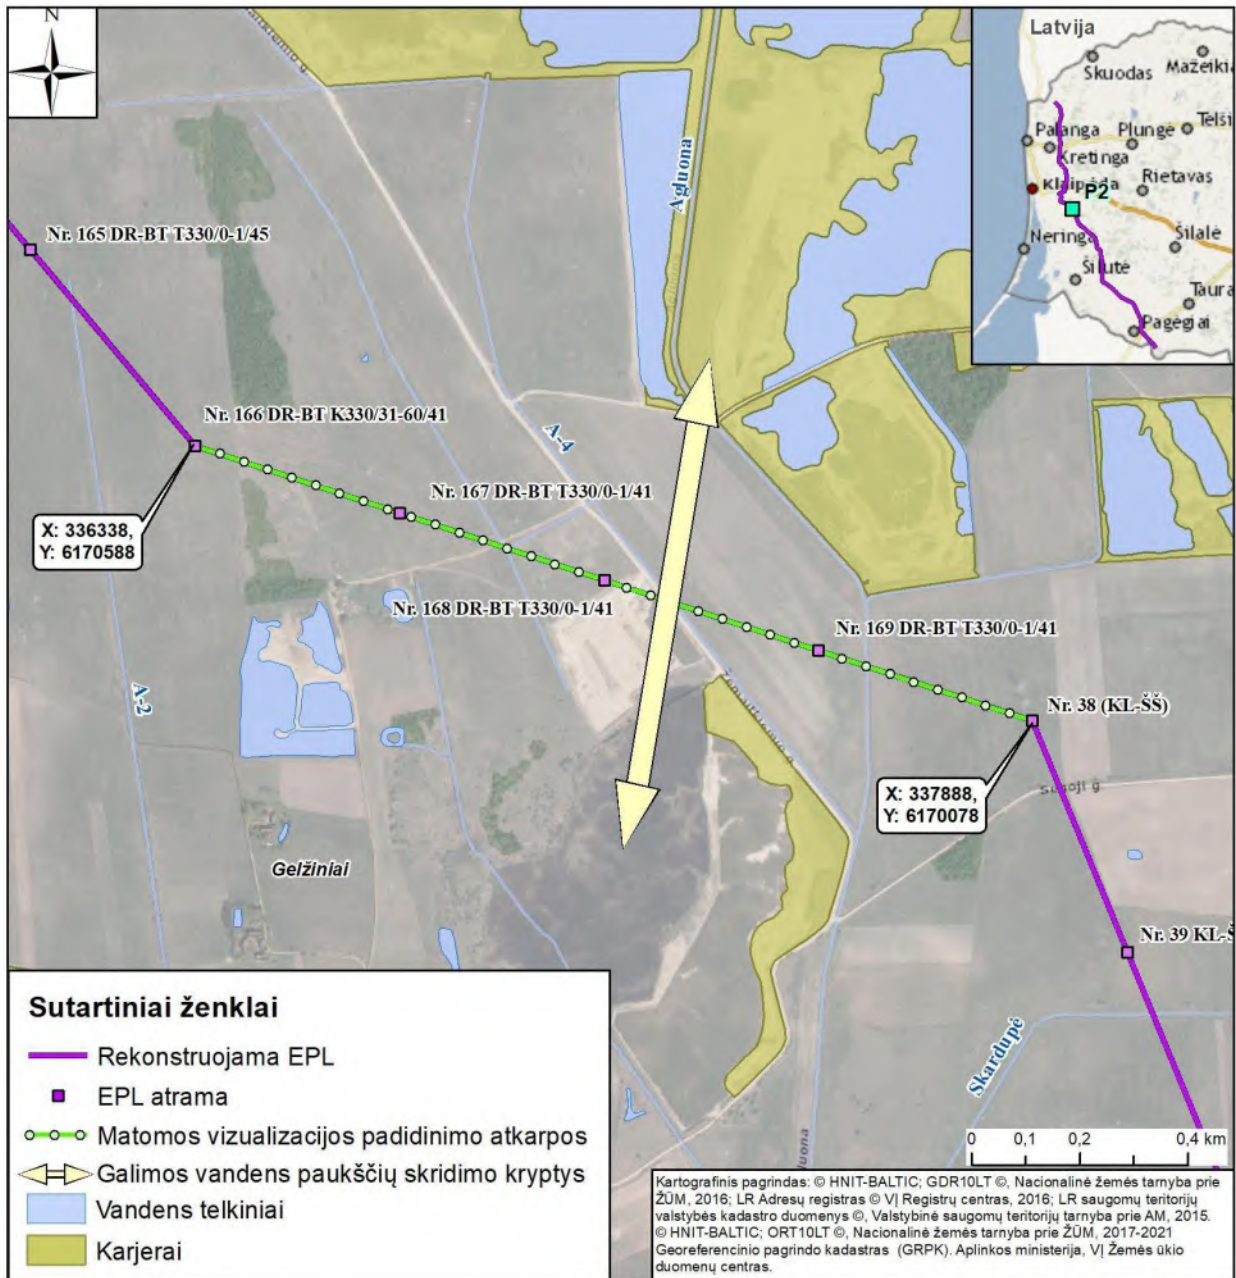 N
Latvija
Skuodas
Mažeikia
Palanga
Plungė
Telši
Kretinga
Klaipėda
Rietavas
P2
Neringa
Šilalė
Šilutė
Taura
Pagėgiai
Agluona
Nr. 165 DR-BT T330/0-1/45
Nr. 166 DR-BT K330/31-60/41
A-4
Nr. 167 DR-BT T330/0-1/41
X: 336338,
Y: 6170588
Nr. 168 DR-BT T330/0-1/41
Nr. 169 DR-BT T330/0-1/41
A-2
Nr. 38 (KL-ŠŠ)
X: 337888,
Y: 6170078
Gelžiniai
Nr. 39 KL-Š
Skardupė
Sutartiniai ženklai
Rekonstruojama EPL
EPL atrama
Matomos vizualizacijos padidinimo atkarpos
Galimos vandens paukščių skridimo kryptys
Vandens telkiniai
Karjerai
0 0,1 0,2 0,4 km
Kartografinis pagrindas: © HNIT-BALTIC; GDR10LT ©, Nacionalinė žemės tarnyba prie
ŽŪM, 2016; LR Adresų registras © VĮ Registrų centras, 2016; LR saugomų teritorijų
valstybės kadastro duomenys ©, Valstybinė saugomų teritorijų tarnyba prie AM, 2015.
© HNIT-BALTIC; ORT10LT ©, Nacionalinė žemės tarnyba prie ŽŪM, 2017-2021
Georeferencinio pagrindo kadastras (GRPK). Aplinkos ministerija, VĮ Žemės ūkio
duomenų centras.